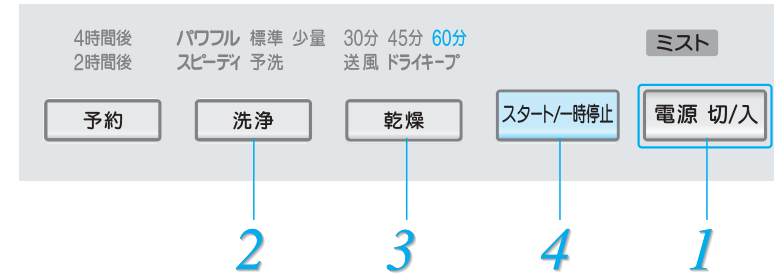 4時間後 パワフル 標準 少量 30分 45分 60分
ミスト
2時間後 スピーディ 予洗 送風 ドライキープ
予約 洗浄 乾燥 スタート/一時停止 電源 切/入
2 3 4 1